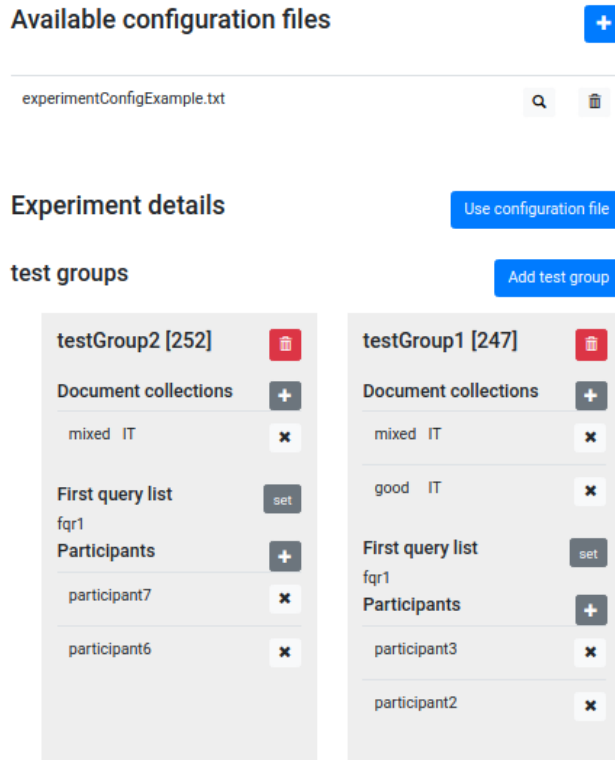 Available configuration files
experimentConfigExample.txt
Experiment details
Use configuration file
test groups
Add test group
testGroup2 [252]
Document collections
mixed IT
First query list
set
fqr1
Participants
participant7
participant6
testGroup1 [247]
Document collections
mixed IT
good IT
First query list
set
fqr1
Participants
participant3
participant2